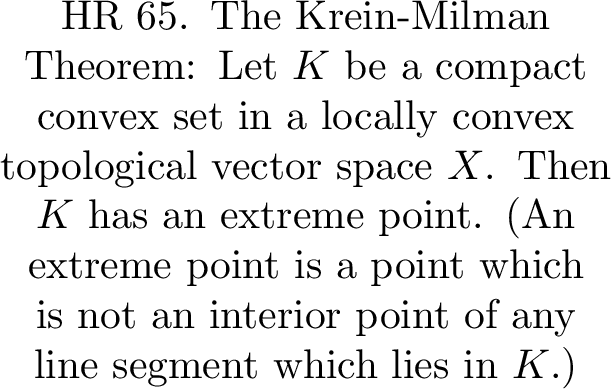 HR 65. The Krein-Milman
Theorem: Let K be a compact
convex set in a locally convex
topological vector space X. Then
K has an extreme point. (An
extreme point is a point which
is not an interior point of any
line segment which lies in K.)